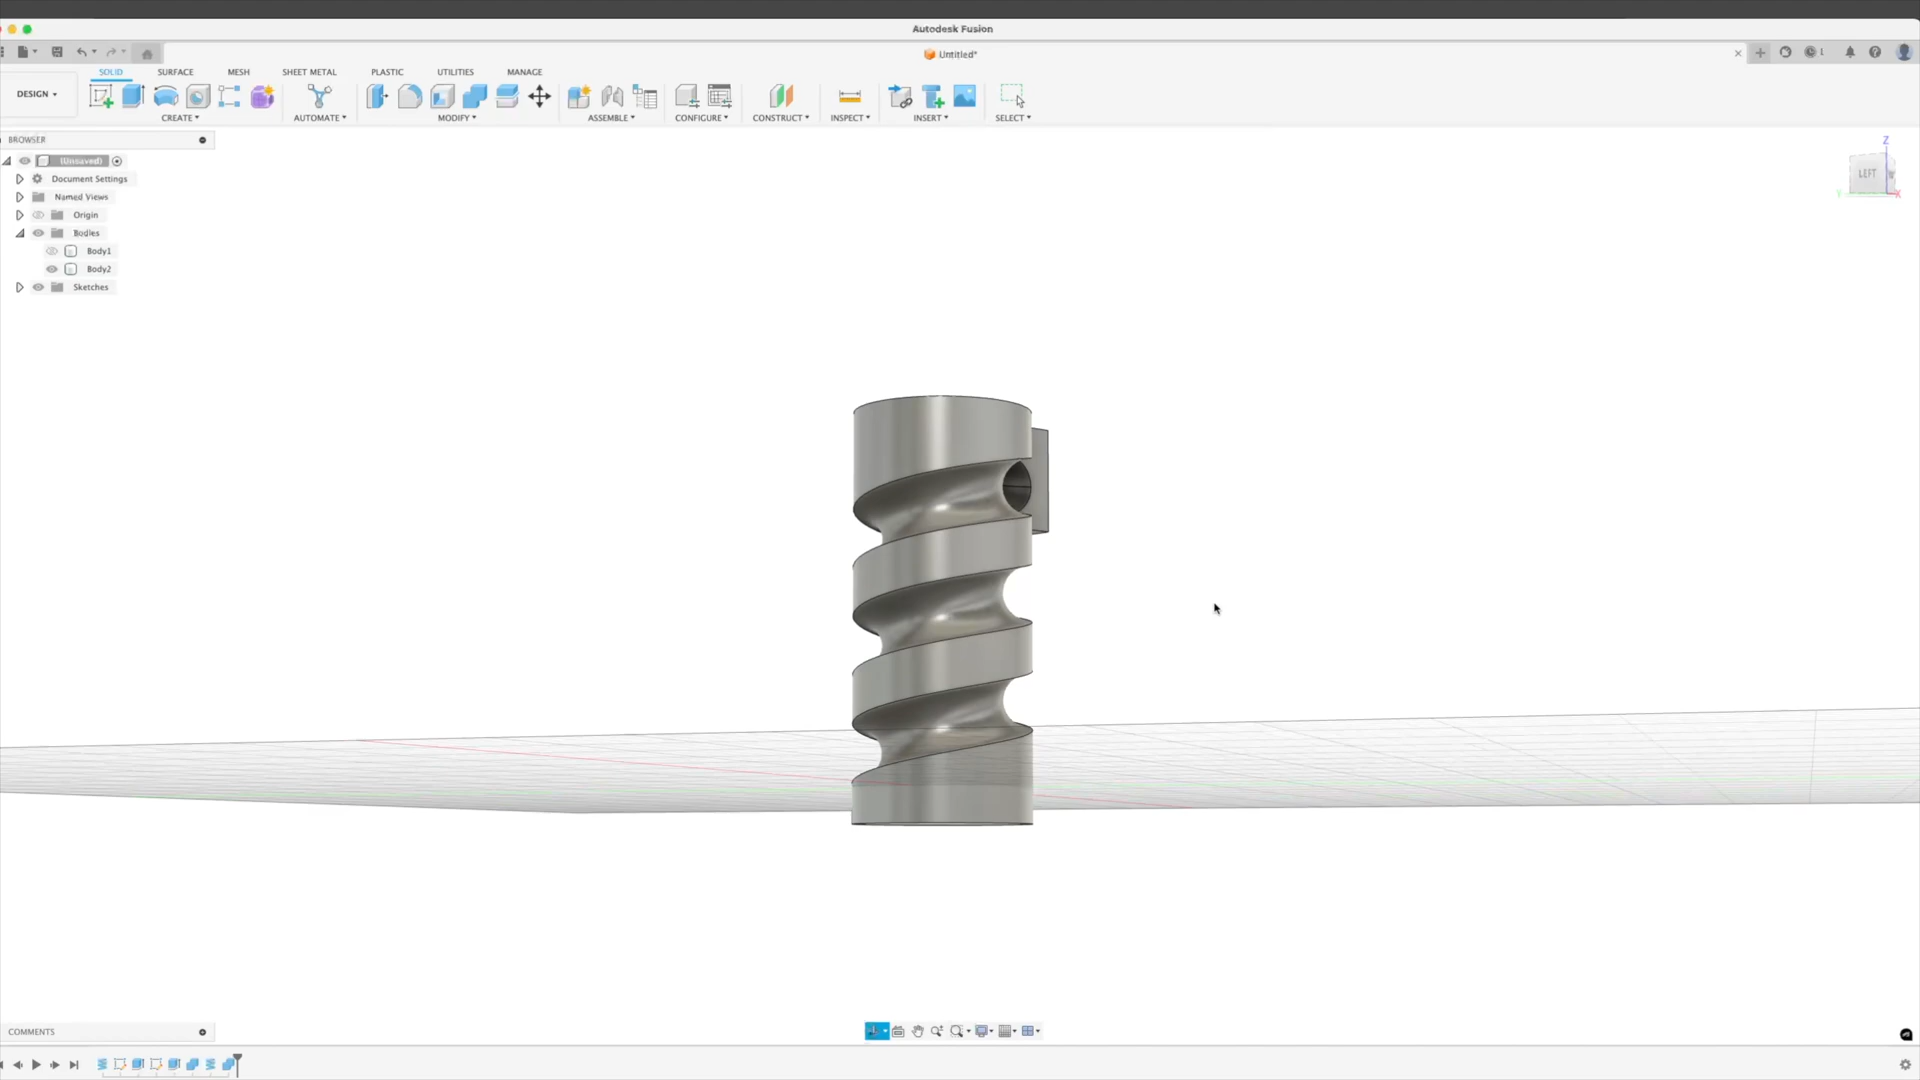 Autodesk Fusion
Untitled*
1
SOLID SURFACE MESH SHEET METAL PLASTIC UTILITIES MANAGE
DESIGN
CREATE AUTOMATE MODIFY ASSEMBLE CONFIGURE CONSTRUCT INSPECT INSERT SELECT
BROWSER
(Unsaved)
Document Settings
Named Views
Origin
Bodies
Body1
Body2
Sketches
Z
LEFT
Y
X
COMMENTS